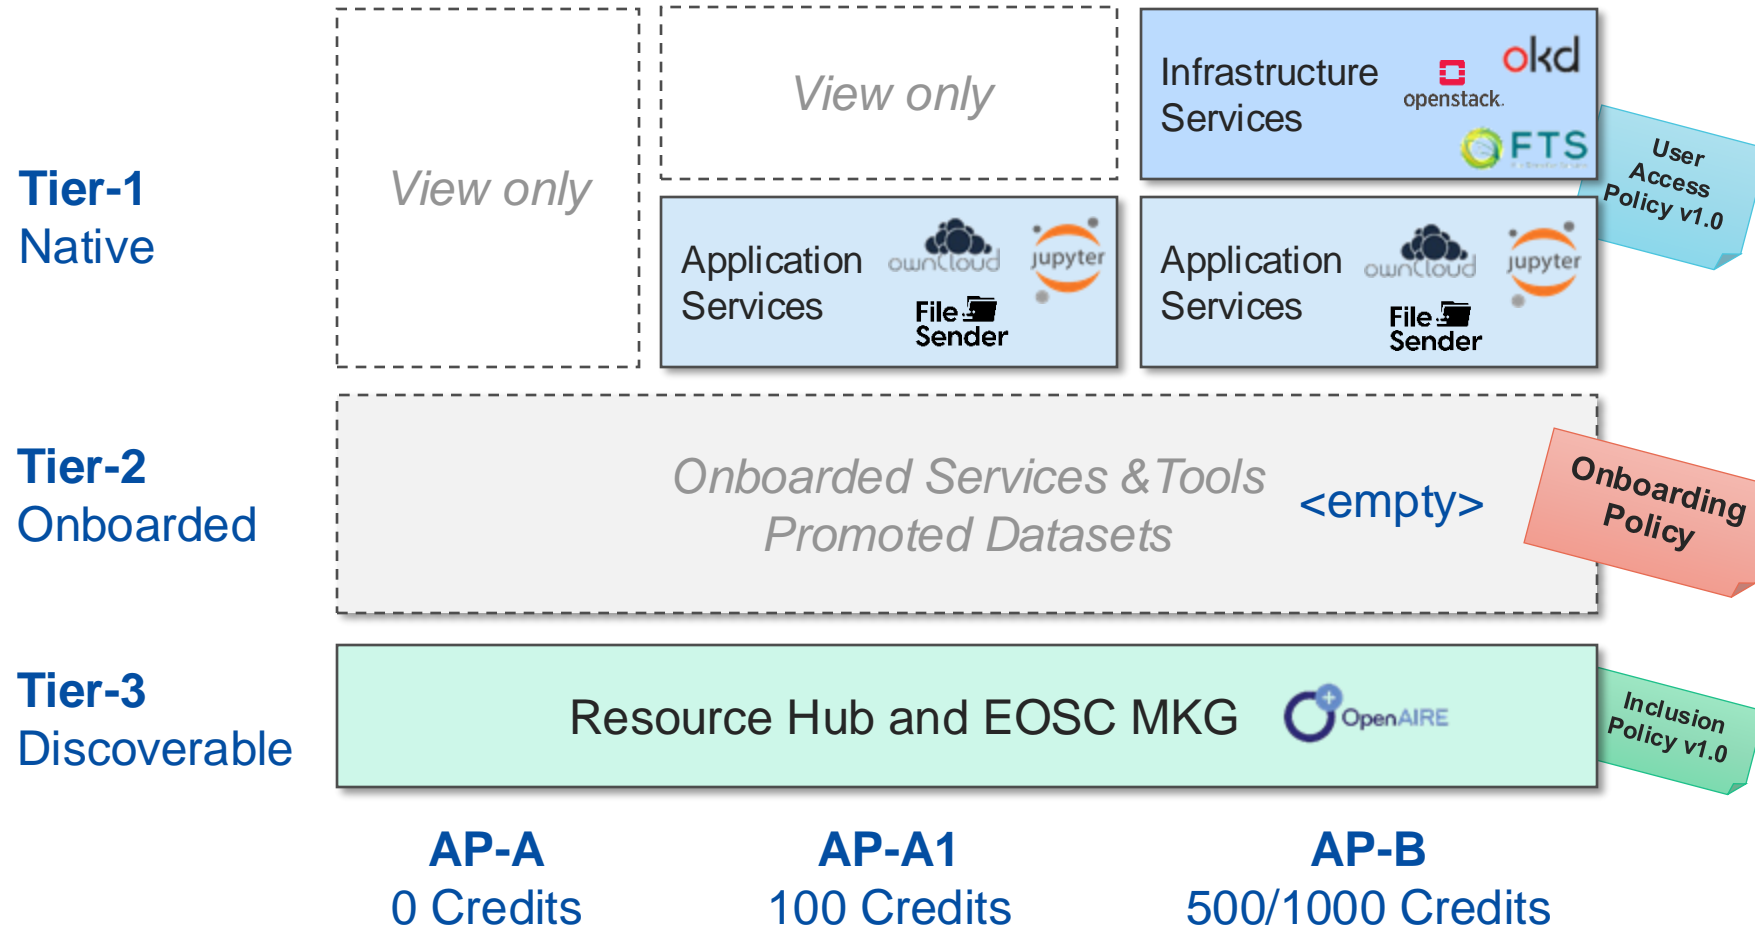 View only
View only
Infrastructure
Services
openstack.
okd
FTS
User
Access
Policy v1.0
Tier-1
Native
Application
Services
ownCloud
jupyter
File
Sender
Application
Services
ownCloud
jupyter
File
Sender
Tier-2
Onboarded
Onboarded Services &Tools
Promoted Datasets
<empty>
Onboarding
Policy
Tier-3
Discoverable
Resource Hub and EOSC MKG
OpenAIRE
Inclusion
Policy v1.0
AP-A
0 Credits
AP-A1
100 Credits
AP-B
500/1000 Credits